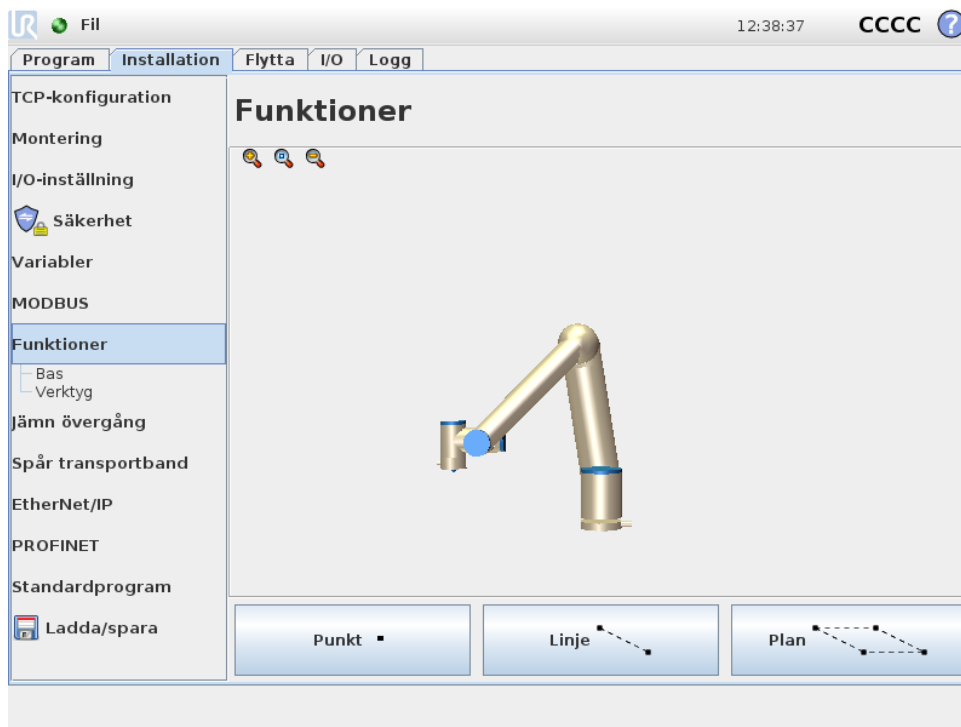 UR Fil 12:38:37 CCCC ?
Program Installation Flytta I/O Logg
TCP-konfiguration
Montering
I/O-inställning
Säkerhet
Variabler
MODBUS
Funktioner
Bas
Verktyg
Jämn övergång
Spår transportband
EtherNet/IP
PROFINET
Standardprogram
Ladda/spara
Funktioner
Punkt
Linje
Plan